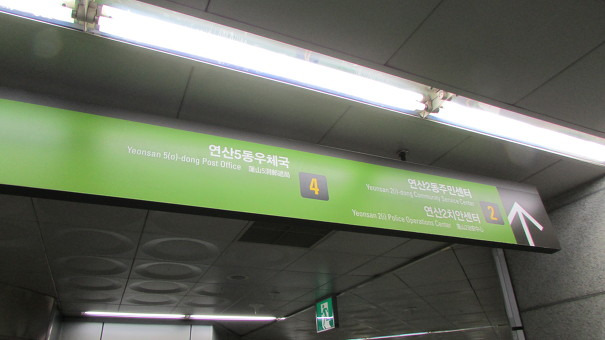 연산5동우체국
Yeonsan 5(o)-dong Post Office
4
연산2동주민센터
Yeonsan 2(i)-dong Community Service Center
연산2치안센터
Yeonsan 2(i) Police Operations Center
2